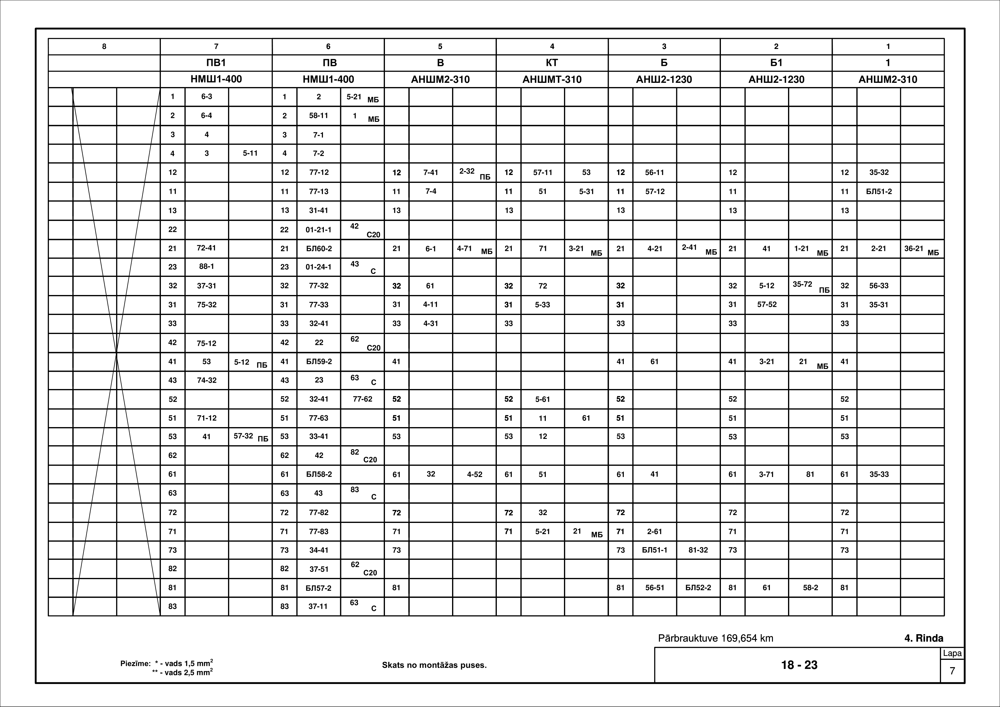 8 7 6 5 4 3 2 1
ПВ1 ПВ В КТ Б Б1 1
НМШ1-400 НМШ1-400 АНШМ2-310 АНШМТ-310 АНШ2-1230 АНШ2-1230 АНШМ2-310
1 6-3 1 2 5-21 МБ
2 6-4 2 58-11 1 МБ
3 4 3 7-1
4 3 5-11 4 7-2
12 12 77-12 12 7-41 2-32 ПБ 12 57-11 53 12 56-11 12 12 35-32
11 11 77-13 11 7-4 11 51 5-31 11 57-12 11 11 БЛ51-2
13 13 31-41 13 13 13 13 13
22 22 01-21-1 42 С20
21 72-41 21 БЛ60-2 21 6-1 4-71 МБ 21 71 3-21 МБ 21 4-21 2-41 МБ 21 41 1-21 МБ 21 2-21 36-21 МБ
23 88-1 23 01-24-1 43 С
32 37-31 32 77-32 32 61 32 72 32 32 5-12 35-72 ПБ 32 56-33
31 75-32 31 77-33 31 4-11 31 5-33 31 31 57-52 31 35-31
33 33 32-41 33 4-31 33 33 33 33
42 75-12 42 22 62 С20
41 53 5-12 ПБ 41 БЛ59-2 41 41 61 41 3-21 21 МБ 41
43 74-32 43 23 63 С
52 52 32-41 77-62 52 52 5-61 52 52 52
51 71-12 51 77-63 51 51 11 61 51 51 51
53 41 57-32 ПБ 53 33-41 53 53 12 53 53 53
62 62 42 82 С20
61 61 БЛ58-2 61 32 4-52 61 51 61 41 61 3-71 81 61 35-33
63 63 43 83 С
72 72 77-82 72 72 32 72 72 72
71 71 77-83 71 71 5-21 21 МБ 71 2-61 71 71
73 73 34-41 73 73 БЛ51-1 81-32 73 73
82 82 37-51 62 С20
81 81 БЛ57-2 81 81 56-51 БЛ52-2 81 61 58-2 81
83 83 37-11 63 С
Pārbrauktuve 169,654 km 4. Rinda
Piezīme: * - vads 1,5 mm²
** - vads 2,5 mm²
Skats no montāžas puses.
18 - 23
Lapa
7